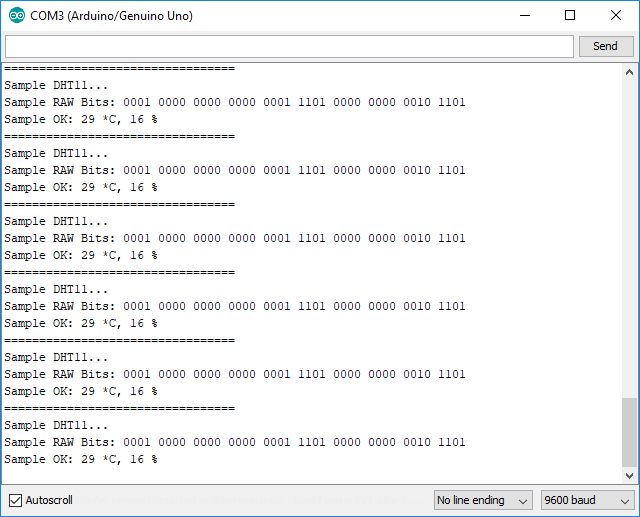 COM3 (Arduino/Genuino Uno)
Send
=================================
Sample DHT11...
Sample RAW Bits: 0001 0000 0000 0000 0001 1101 0000 0000 0010 1101
Sample OK: 29 *C, 16 %
=================================
Sample DHT11...
Sample RAW Bits: 0001 0000 0000 0000 0001 1101 0000 0000 0010 1101
Sample OK: 29 *C, 16 %
=================================
Sample DHT11...
Sample RAW Bits: 0001 0000 0000 0000 0001 1101 0000 0000 0010 1101
Sample OK: 29 *C, 16 %
=================================
Sample DHT11...
Sample RAW Bits: 0001 0000 0000 0000 0001 1101 0000 0000 0010 1101
Sample OK: 29 *C, 16 %
=================================
Sample DHT11...
Sample RAW Bits: 0001 0000 0000 0000 0001 1101 0000 0000 0010 1101
Sample OK: 29 *C, 16 %
=================================
Sample DHT11...
Sample RAW Bits: 0001 0000 0000 0000 0001 1101 0000 0000 0010 1101
Sample OK: 29 *C, 16 %
Autoscroll No line ending 9600 baud